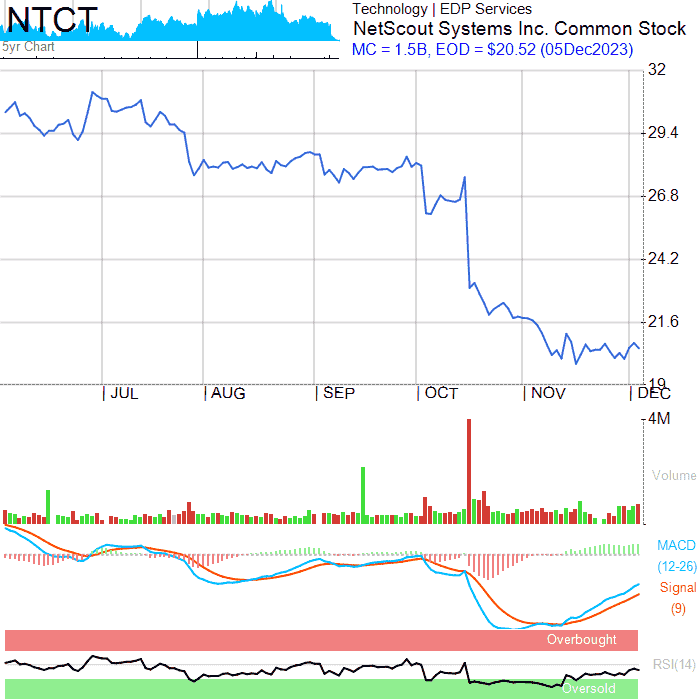 NTCT
5yr Chart
Technology | EDP Services
NetScout Systems Inc. Common Stock
MC = 1.5B, EOD = $20.52 (05Dec2023)
32
29.4
26.8
24.2
21.6
19
JUL
AUG
SEP
OCT
NOV
DEC
4M
Volume
MACD
(12-26)
Signal
(9)
Overbought
RSI(14)
Oversold